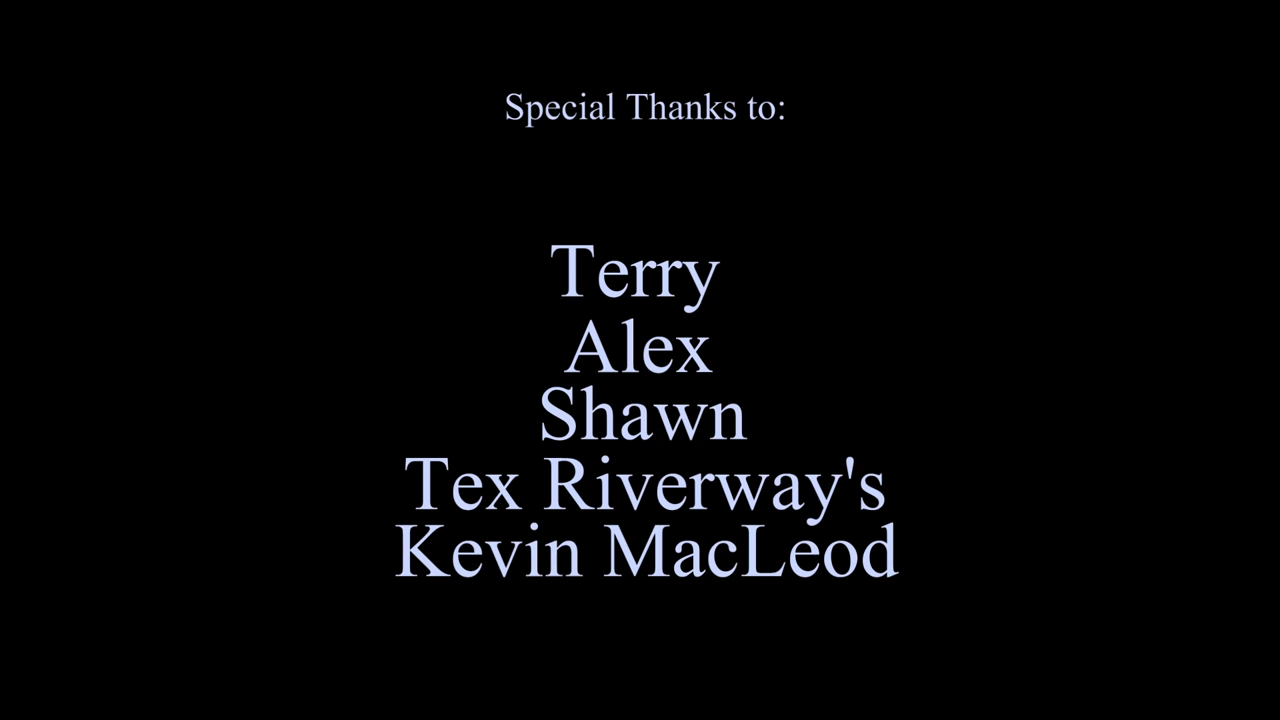 Special Thanks to:
Terry
Alex
Shawn
Tex Riverway's
Kevin MacLeod